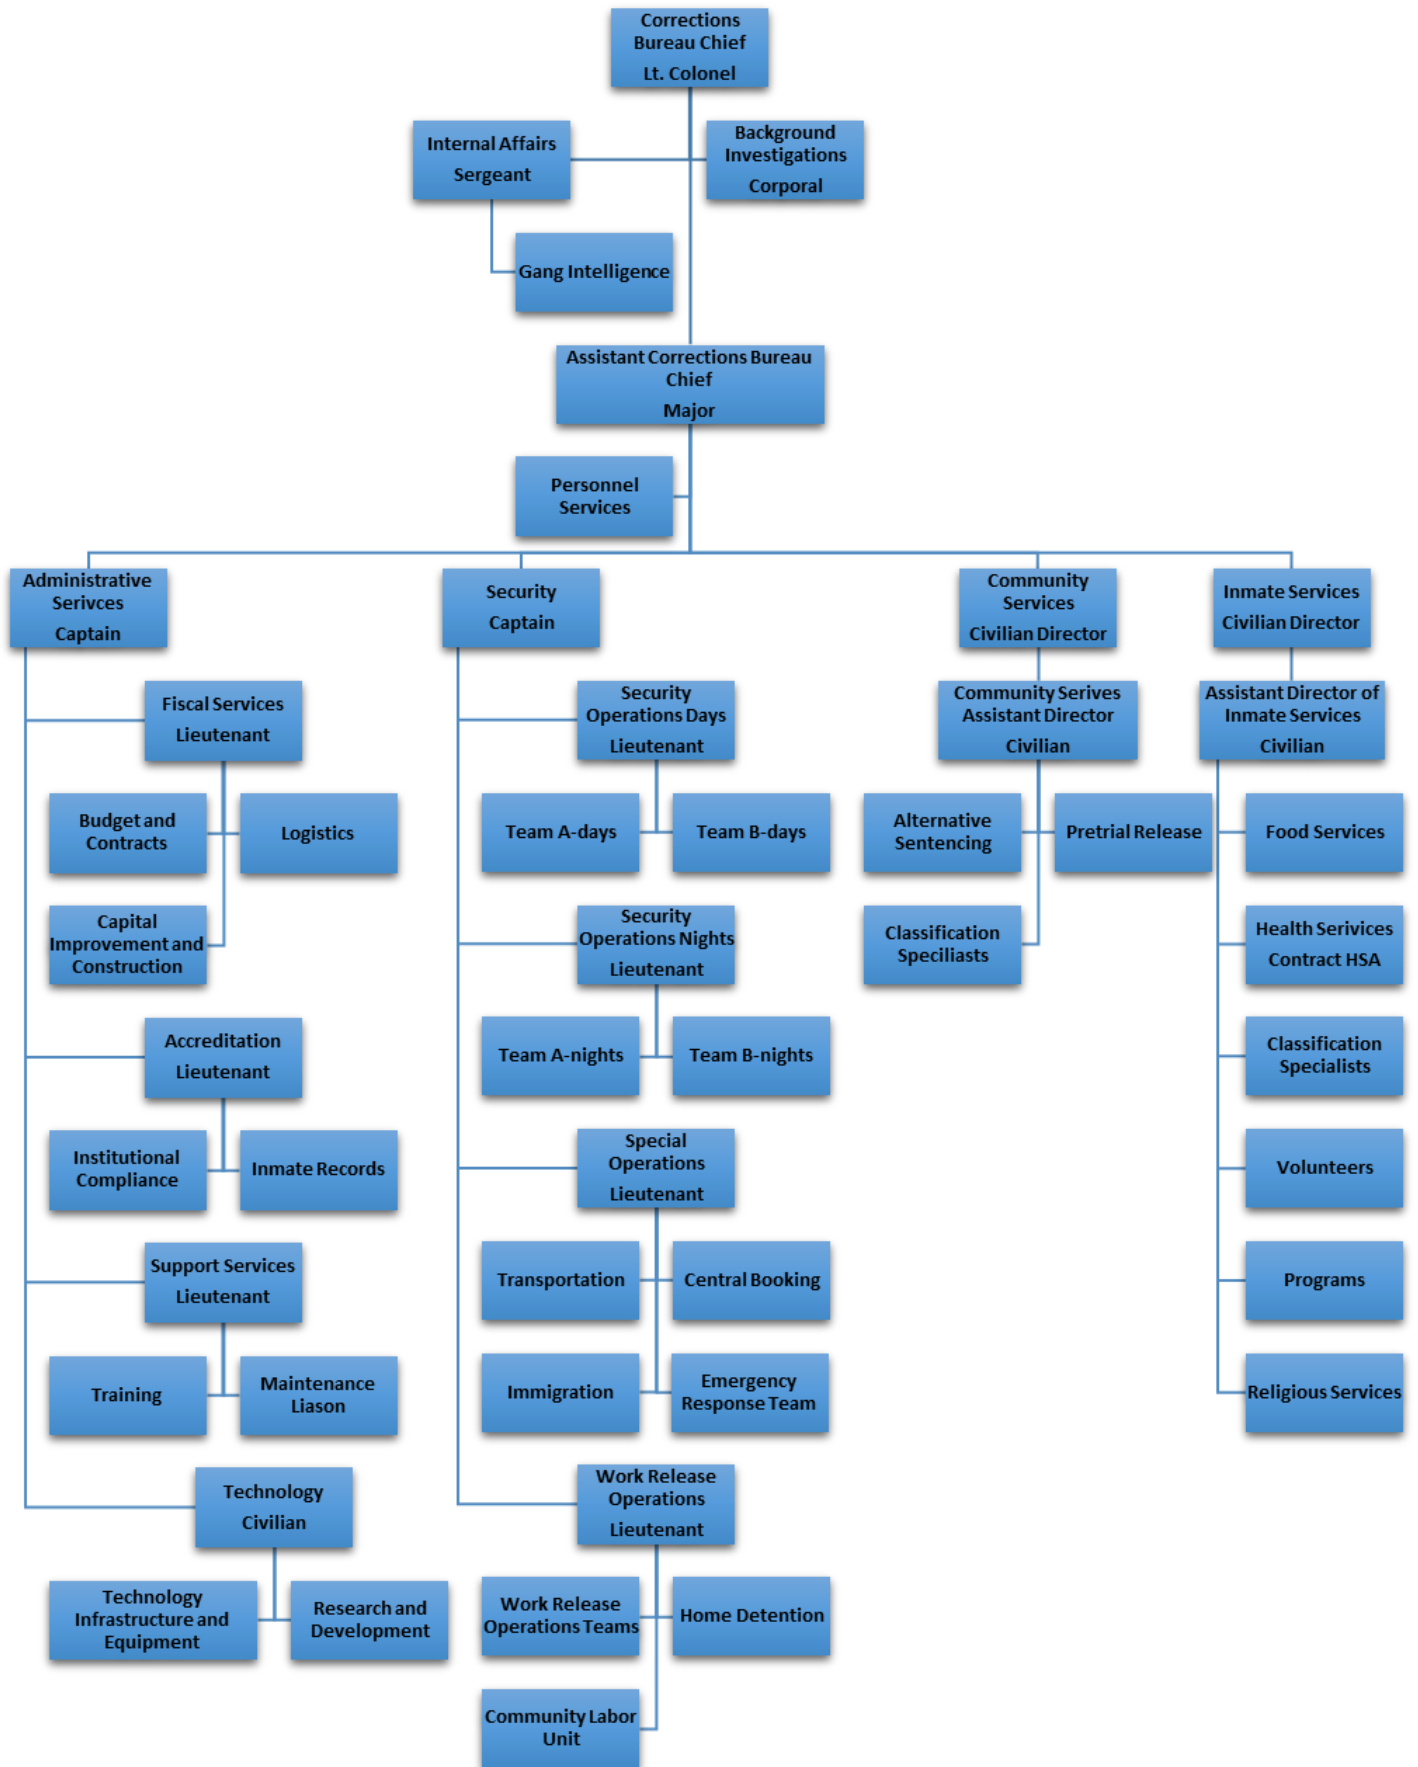 Corrections
Bureau Chief
Lt. Colonel
Internal Affairs
Sergeant
Background
Investigations
Corporal
Gang Intelligence
Assistant Corrections Bureau
Chief
Major
Personnel
Services
Administrative
Serivces
Captain
Security
Captain
Community
Services
Civilian Director
Inmate Services
Civilian Director
Fiscal Services
Lieutenant
Security
Operations Days
Lieutenant
Community Serives
Assistant Director
Civilian
Assistant Director of
Inmate Services
Civilian
Budget and
Contracts
Logistics
Team A-days
Team B-days
Alternative
Sentencing
Pretrial Release
Food Services
Capital
Improvement and
Construction
Security
Operations Nights
Lieutenant
Classification
Speciliasts
Health Serivices
Contract HSA
Accreditation
Lieutenant
Team A-nights
Team B-nights
Classification
Specialists
Institutional
Compliance
Inmate Records
Special
Operations
Lieutenant
Volunteers
Support Services
Lieutenant
Transportation
Central Booking
Programs
Training
Maintenance
Liason
Immigration
Emergency
Response Team
Religious Services
Technology
Civilian
Work Release
Operations
Lieutenant
Technology
Infrastructure and
Equipment
Research and
Development
Work Release
Operations Teams
Home Detention
Community Labor
Unit